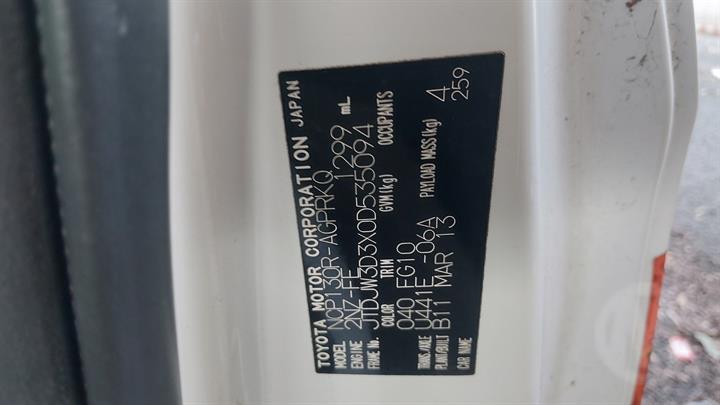 TOYOTA MOTOR CORPORATION JAPAN
MODEL NCP130R-AGPRKQ
ENGINE 2NZ-FE 1299 mL
FRAME No. JTDJW3D3X0D535094
COLOR TRIM GVM(kg) OCCUPANTS
040 FG10 4
TRANS/AXLE U441E -06A PAYLOAD MASS(kg) 259
PLANT/BUILT B11 MAR 13
CAR NAME